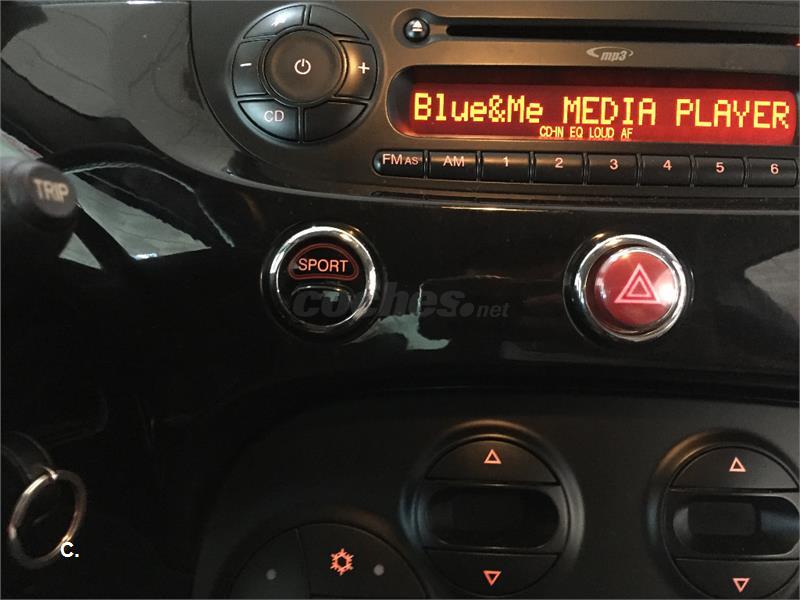 mp3
− +
CD
Blue&Me MEDIA PLAYER
CD-IN EQ LOUD AF
FM AS AM 1 2 3 4 5 6
TRIP
SPORT
coches.net
C.